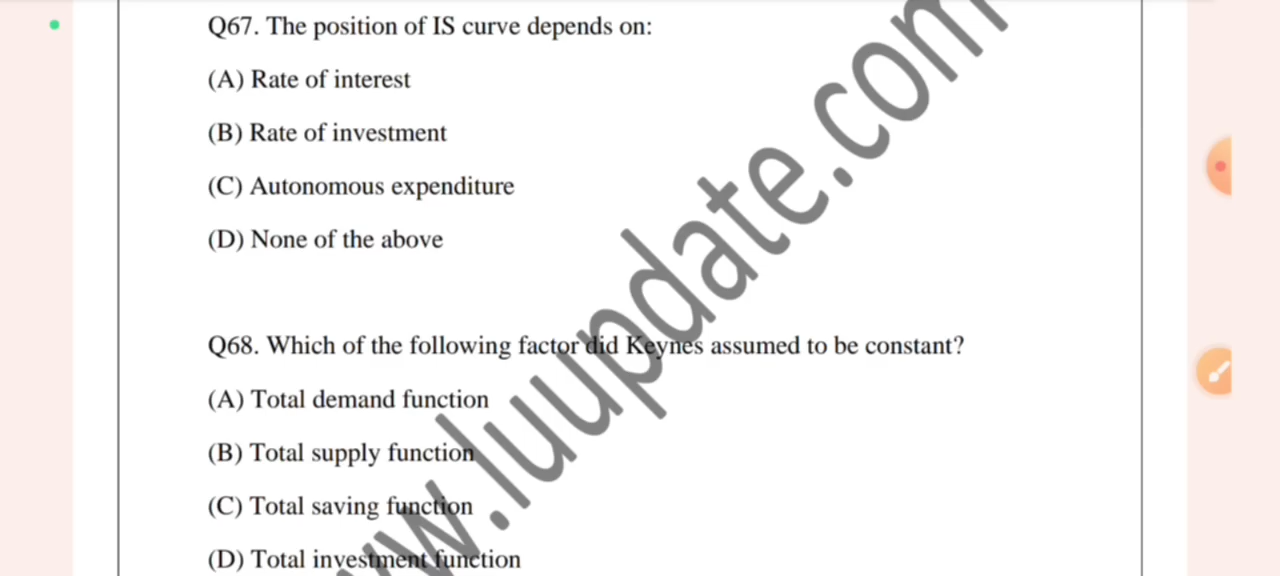 Q67. The position of IS curve depends on:
(A) Rate of interest
(B) Rate of investment
(C) Autonomous expenditure
(D) None of the above
Q68. Which of the following factor did Keynes assumed to be constant?
(A) Total demand function
(B) Total supply function
(C) Total saving function
(D) Total investment function
w.luupdate.com